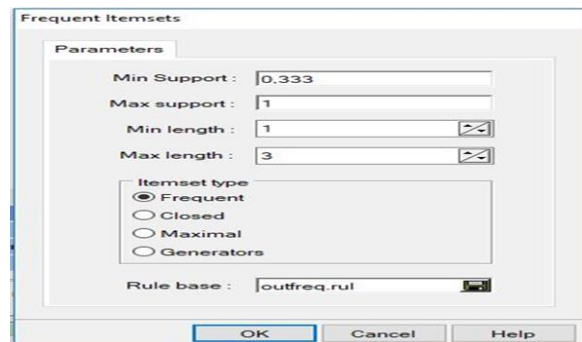 Frequent Itemsets
Parameters
Min Support : 0.333
Max support : 1
Min length : 1
Max length : 3
Itemset type
Frequent
Closed
Maximal
Generators
Rule base : outfreq.rul
OK Cancel Help